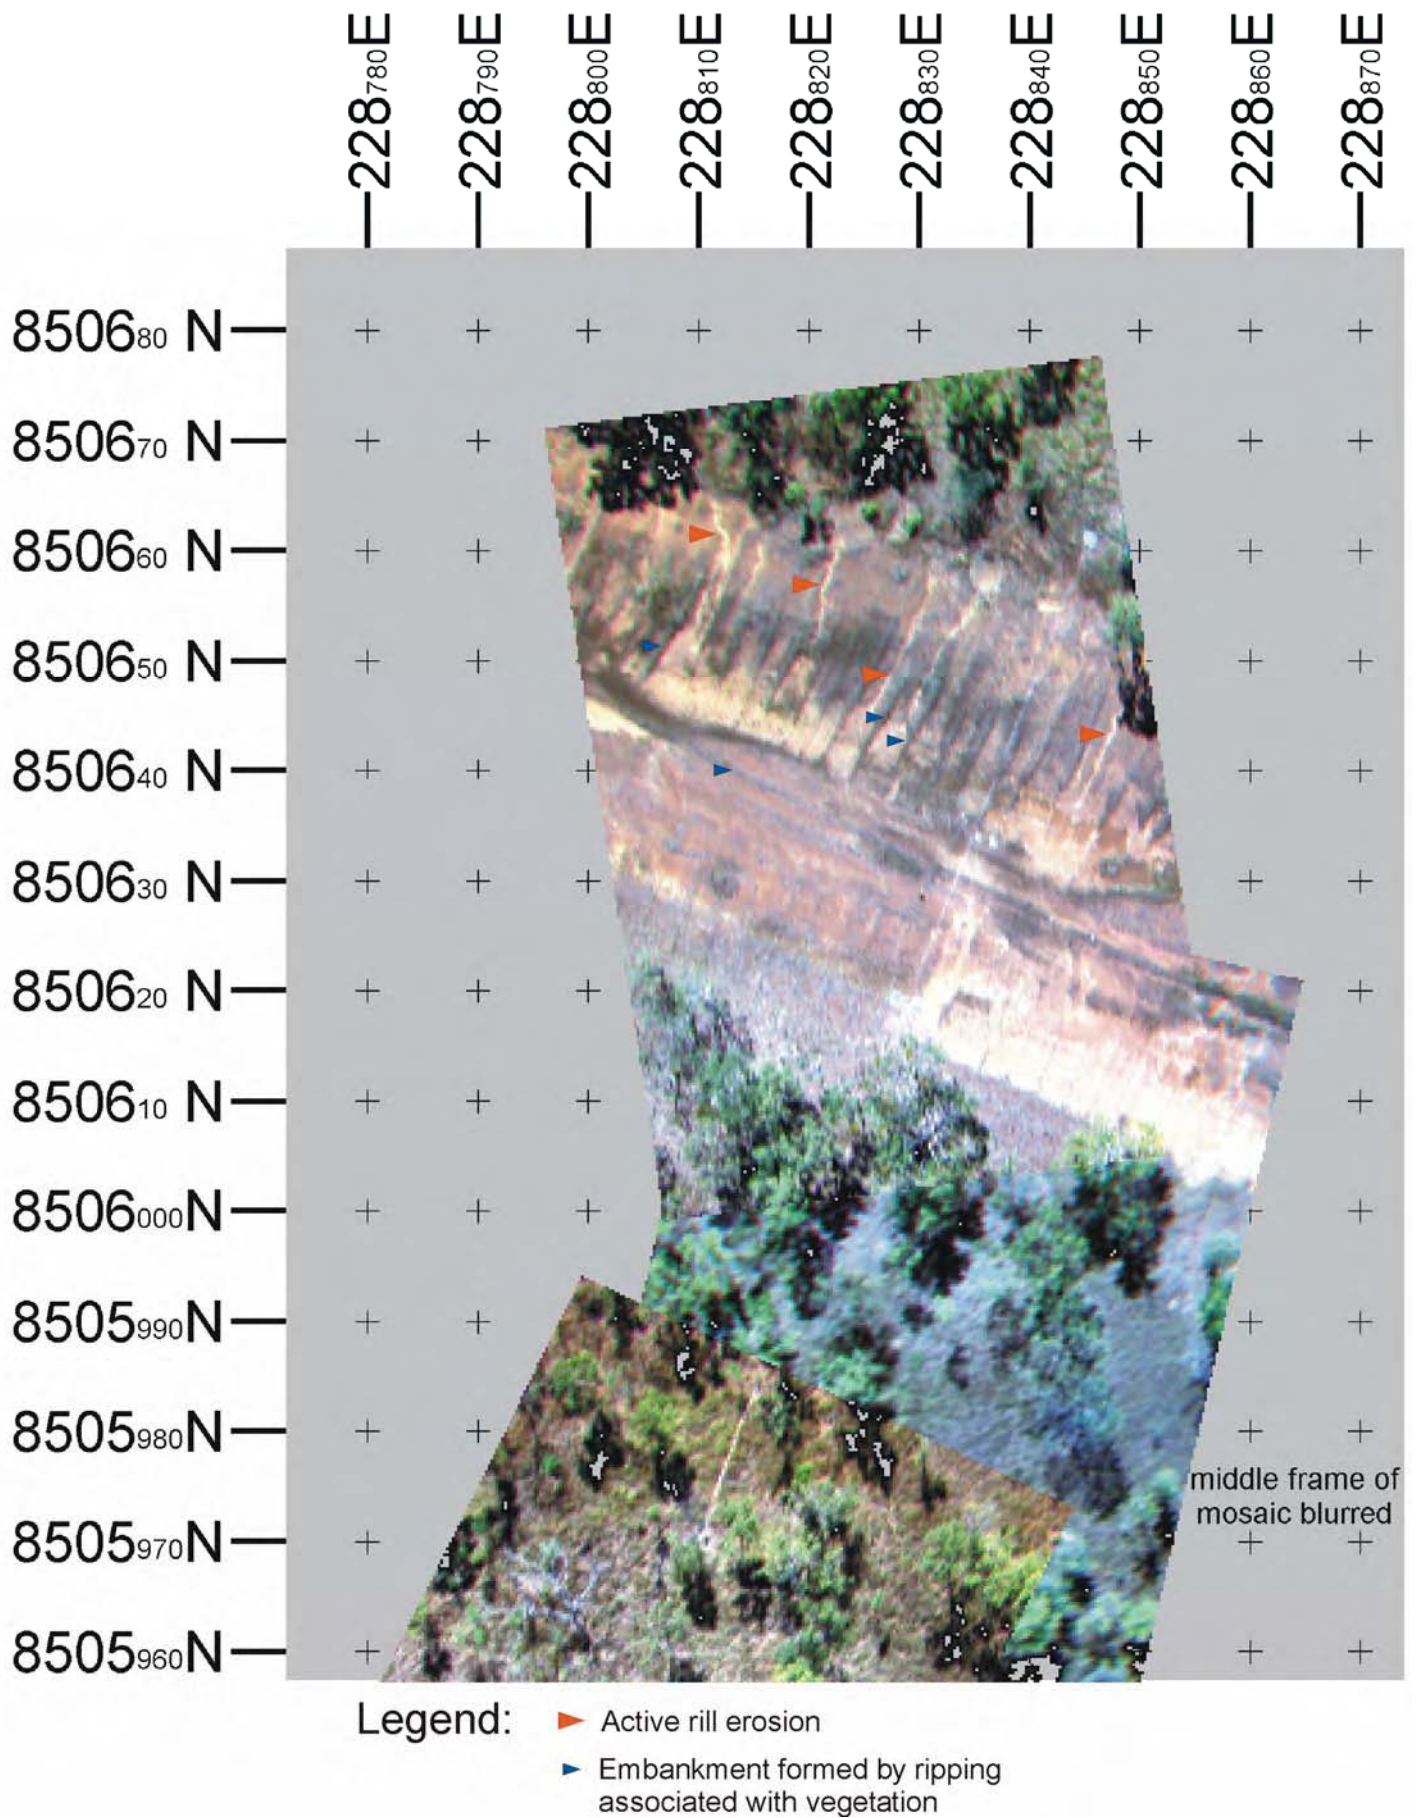 228780E
228790E
228800E
228810E
228820E
228830E
228840E
228850E
228860E
228870E
850680 N
850670 N
850660 N
850650 N
850640 N
850630 N
850620 N
850610 N
8506000N
8505990N
8505980N
8505970N
8505960N
middle frame of
mosaic blurred
Legend:
Active rill erosion
Embankment formed by ripping
associated with vegetation